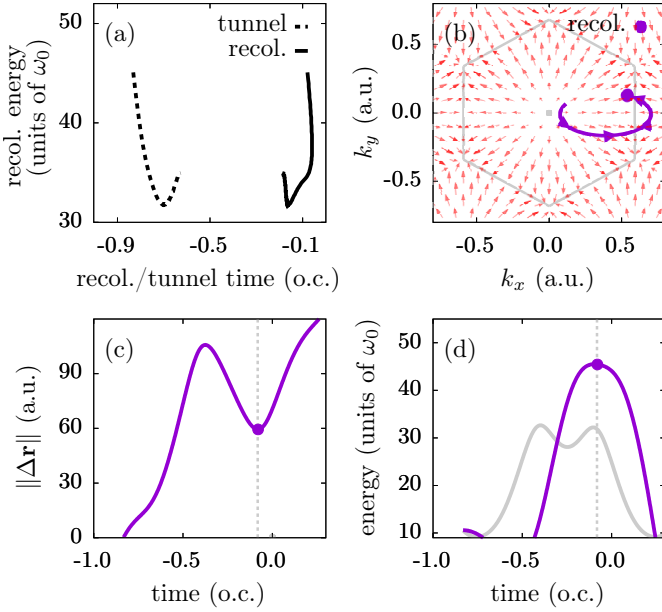 (a)
tunnel
recol.
recol. energy
(units of ω₀)
50
40
30
-0.9
-0.5
-0.1
recol./tunnel time (o.c.)
(b)
recol.
k_y (a.u.)
0.5
0.0
-0.5
-0.5
0.0
0.5
k_x (a.u.)
(c)
‖Δr‖ (a.u.)
90
60
30
0
-1.0
-0.5
0.0
time (o.c.)
(d)
energy (units of ω₀)
50
40
30
20
10
-1.0
-0.5
0.0
time (o.c.)